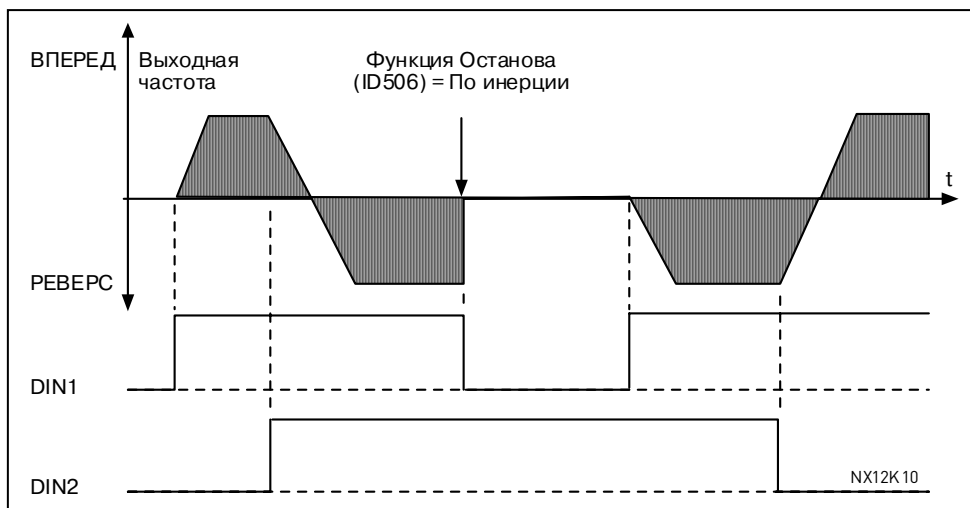 ВПЕРЕД
Выходная
частота
Функция Останова
(ID506) = По инерции
t
РЕВЕРС
DIN1
DIN2
NX12K10